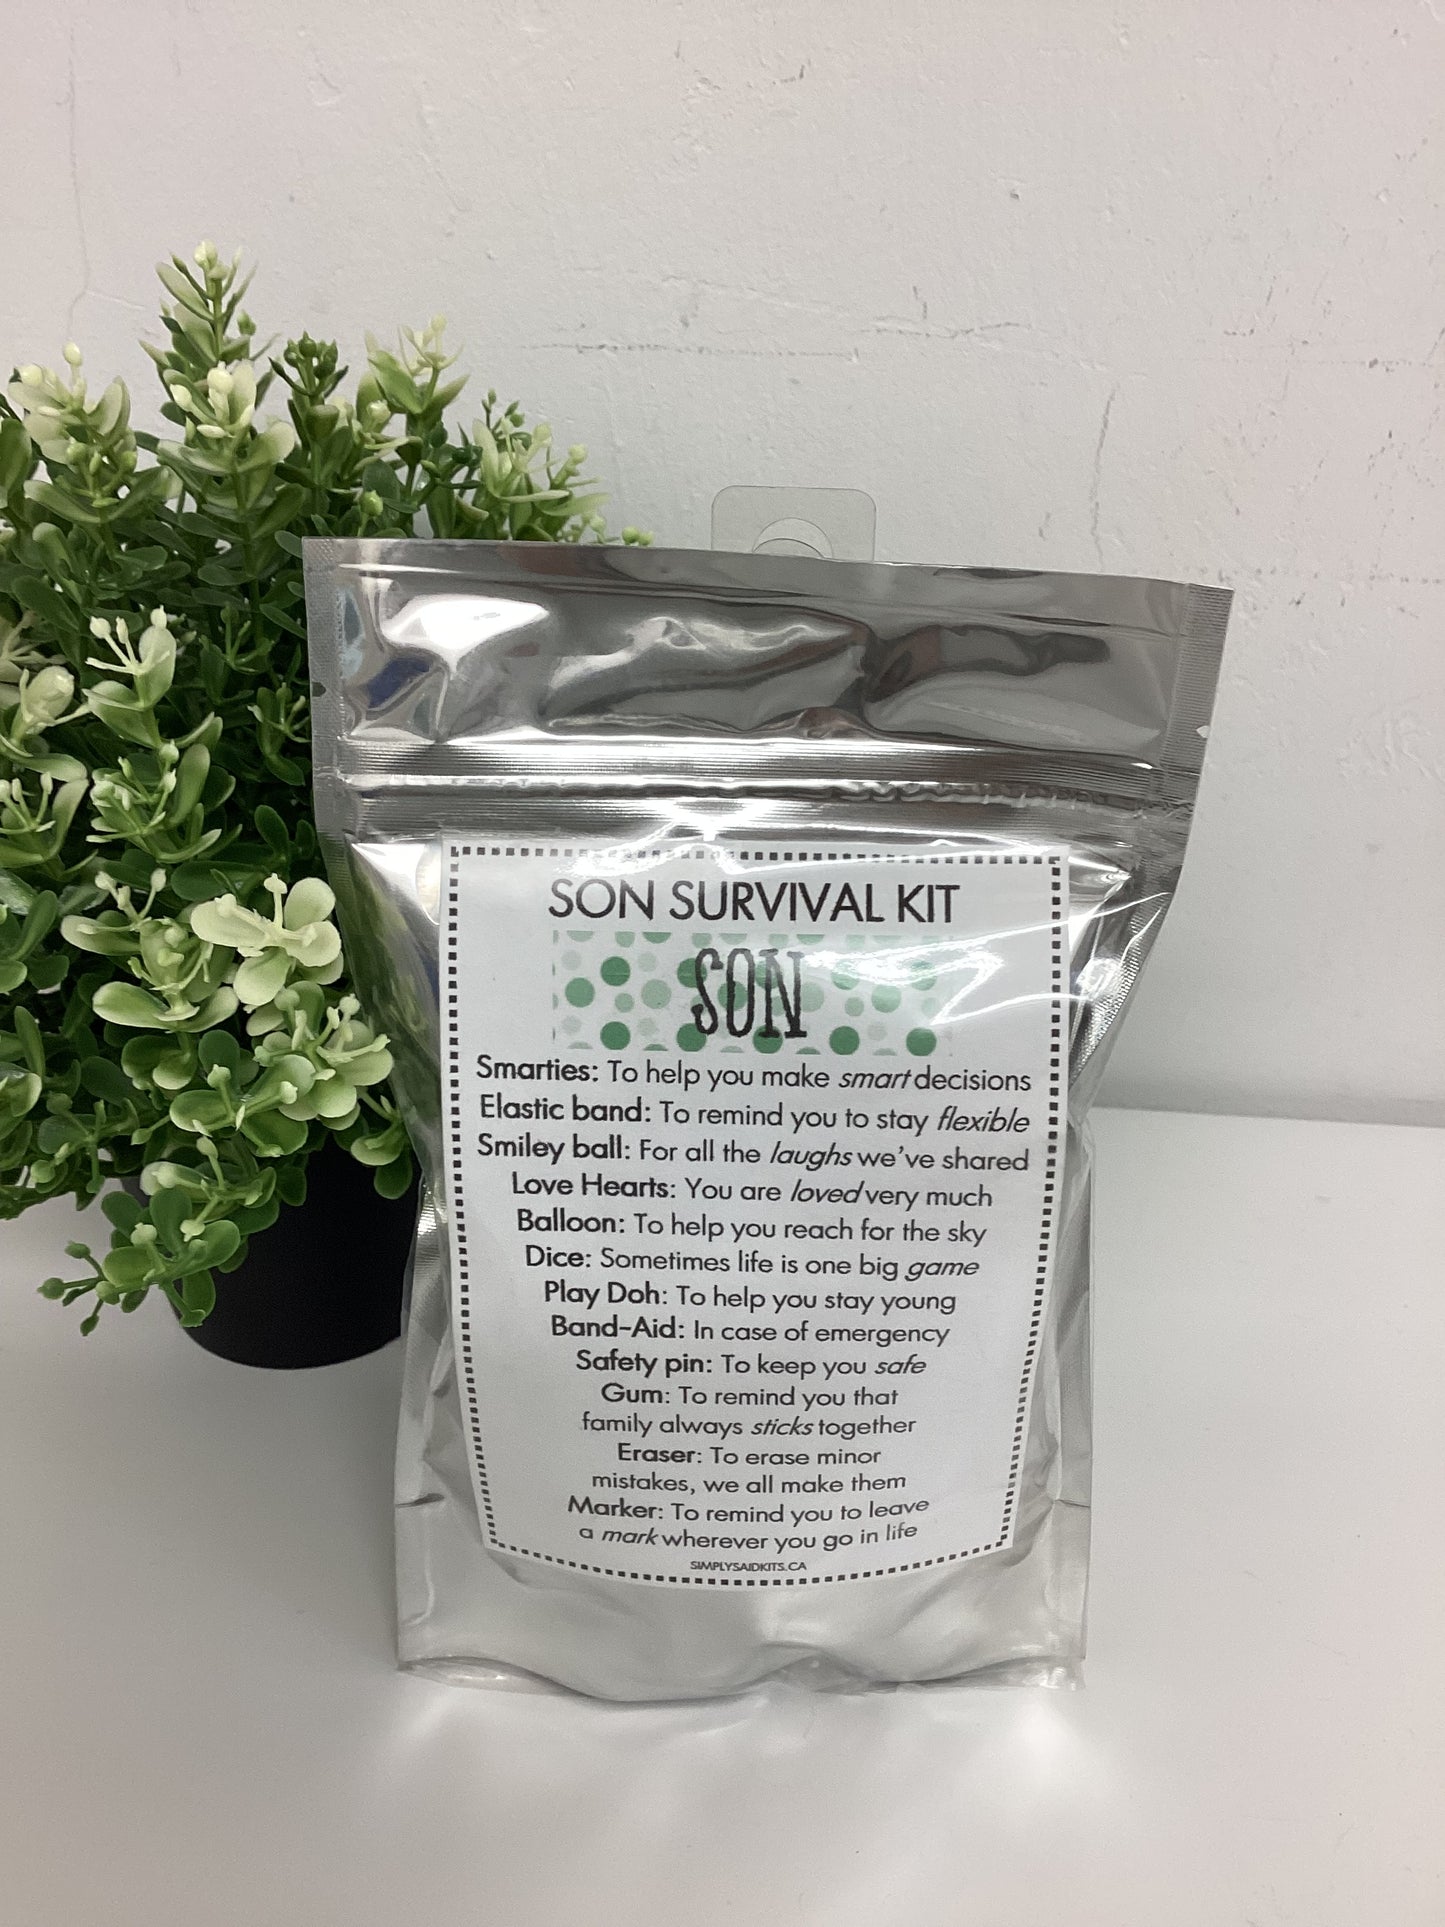 SON SURVIVAL KIT
SON
Smarties: To help you make smart decisions
Elastic band: To remind you to stay flexible
Smiley ball: For all the laughs we've shared
Love Hearts: You are loved very much
Balloon: To help you reach for the sky
Dice: Sometimes life is one big game
Play Doh: To help you stay young
Band-Aid: In case of emergency
Safety pin: To keep you safe
Gum: To remind you that
family always sticks together
Eraser: To erase minor
mistakes, we all make them
Marker: To remind you to leave
a mark wherever you go in life
SIMPLYSAIDKITS.CA